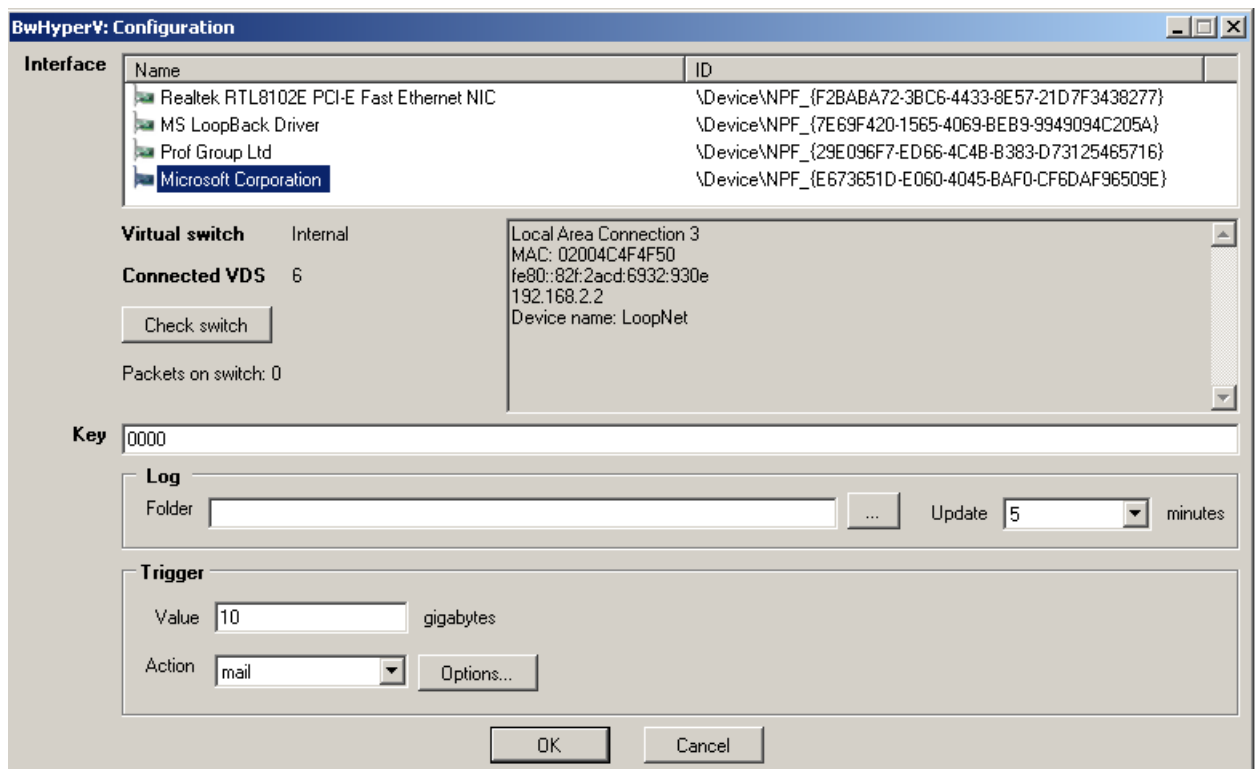 BwHyperV: Configuration
Interface
Name ID
Realtek RTL8102E PCI-E Fast Ethernet NIC \Device\NPF_{F2BABA72-3BC6-4433-8E57-21D7F3438277}
MS LoopBack Driver \Device\NPF_{7E69F420-1565-4069-BEB9-9949094C205A}
Prof Group Ltd \Device\NPF_{29E096F7-ED66-4C4B-B383-D73125465716}
Microsoft Corporation \Device\NPF_{E673651D-E060-4045-BAF0-CF6DAF96509E}
Virtual switch Internal
Connected VDS 6
Check switch
Packets on switch: 0
Local Area Connection 3
MAC: 02004C4F4F50
fe80::82f:2acd:6932:930e
192.168.2.2
Device name: LoopNet
Key 0000
Log
Folder ... Update 5 minutes
Trigger
Value 10 gigabytes
Action mail Options...
OK Cancel